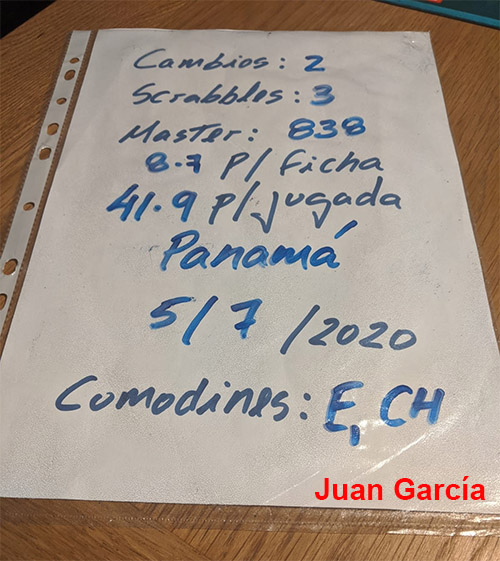 Cambios: 2
Scrabbles: 3
Master: 838
8.7 P/ficha
41.9 P/jugada
Panamá
5/7/2020
Comodines: E, CH
Juan García